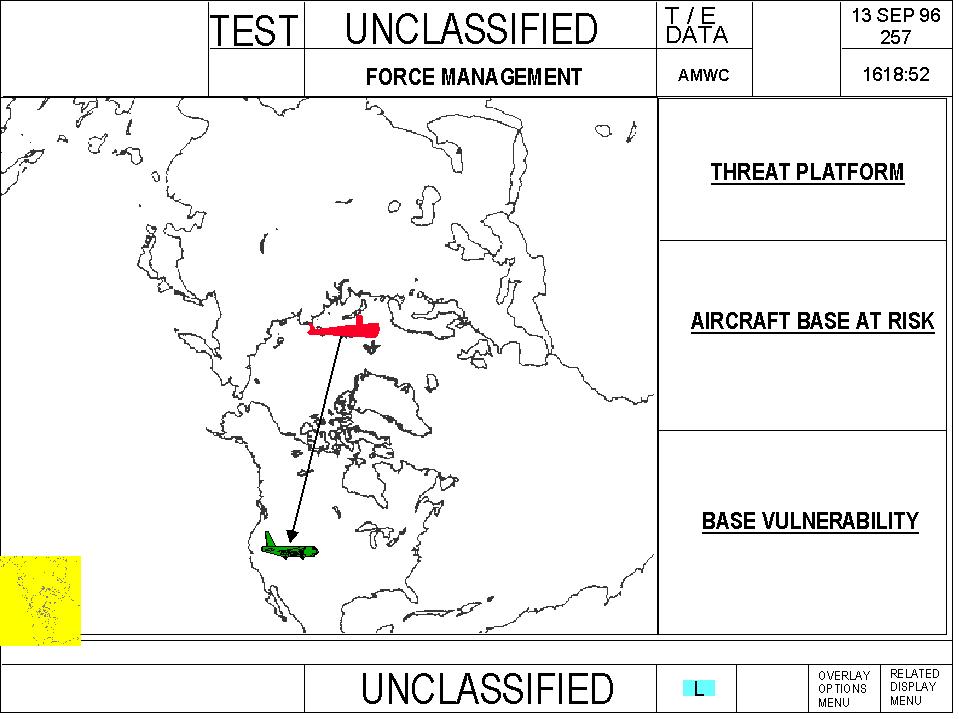 TEST
UNCLASSIFIED
T / E
DATA
13 SEP 96
257
FORCE MANAGEMENT
AMWC
1618:52
THREAT PLATFORM
AIRCRAFT BASE AT RISK
BASE VULNERABILITY
UNCLASSIFIED
L
OVERLAY
OPTIONS
MENU
RELATED
DISPLAY
MENU